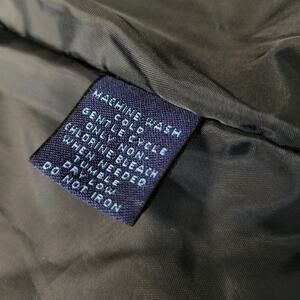 MACHINE WASH
COLD
GENTLE CYCLE
ONLY NON-
CHLORINE BLEACH
WHEN NEEDED
TUMBLE
DRY LOW
DO NOT IRON